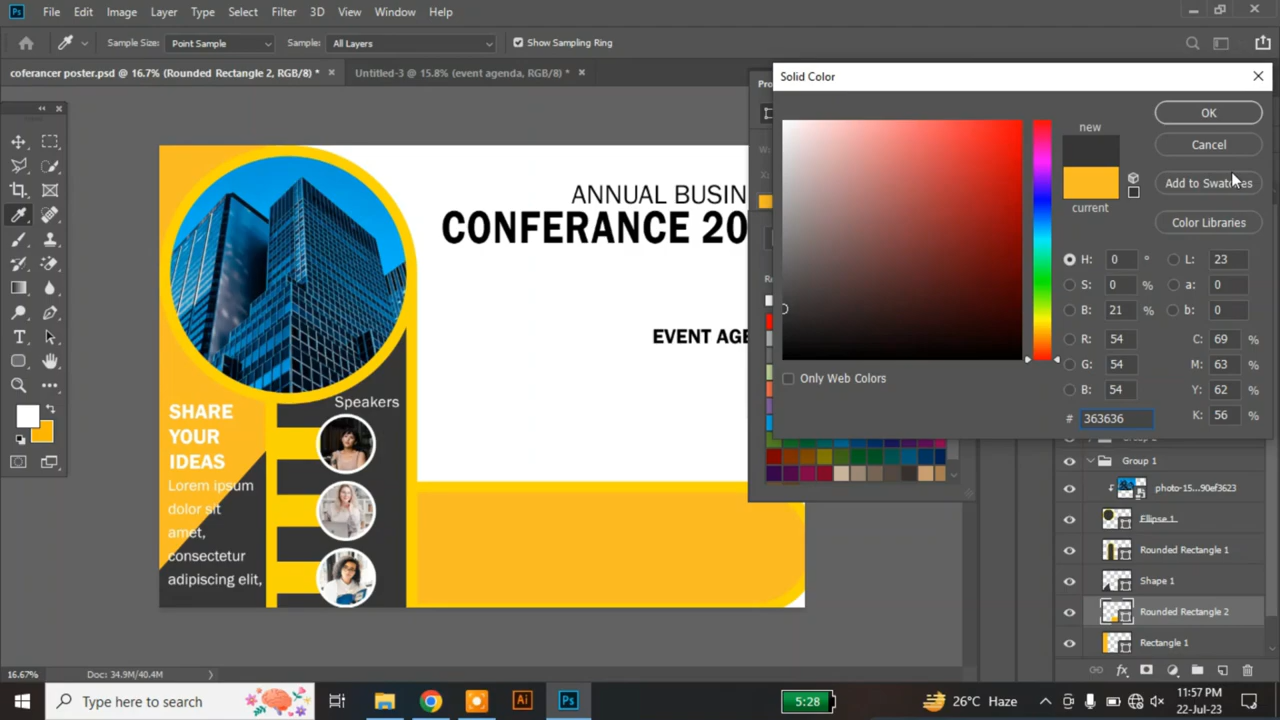 Ps File Edit Image Layer Type Select Filter 3D View Window Help
Sample Size: Point Sample Sample: All Layers Show Sampling Ring
coferancer poster.psd @ 16.7% (Rounded Rectangle 2, RGB/8) * × Untitled-3 @ 15.8% (event agenda, RGB/8) * ×
Solid Color
new
current
OK
Cancel
Add to Swatches
Color Libraries
H: 0 ° L: 23
S: 0 % a: 0
B: 21 % b: 0
R: 54 C: 69 %
G: 54 M: 63 %
B: 54 Y: 62 %
# 363636 K: 56 %
Only Web Colors
ANNUAL BUSIN
CONFERANCE 20
EVENT AGE
Speakers
SHARE
YOUR
IDEAS
Lorem ipsum
dolor sit
amet,
consectetur
adipiscing elit,
Group 1
photo-15...90ef3623
Ellipse 1
Rounded Rectangle 1
Shape 1
Rounded Rectangle 2
Rectangle 1
16.67% Doc: 34.9M/40.4M
Type here to search
Ai Ps
5:28
26°C Haze
11:57 PM
22-Jul-23